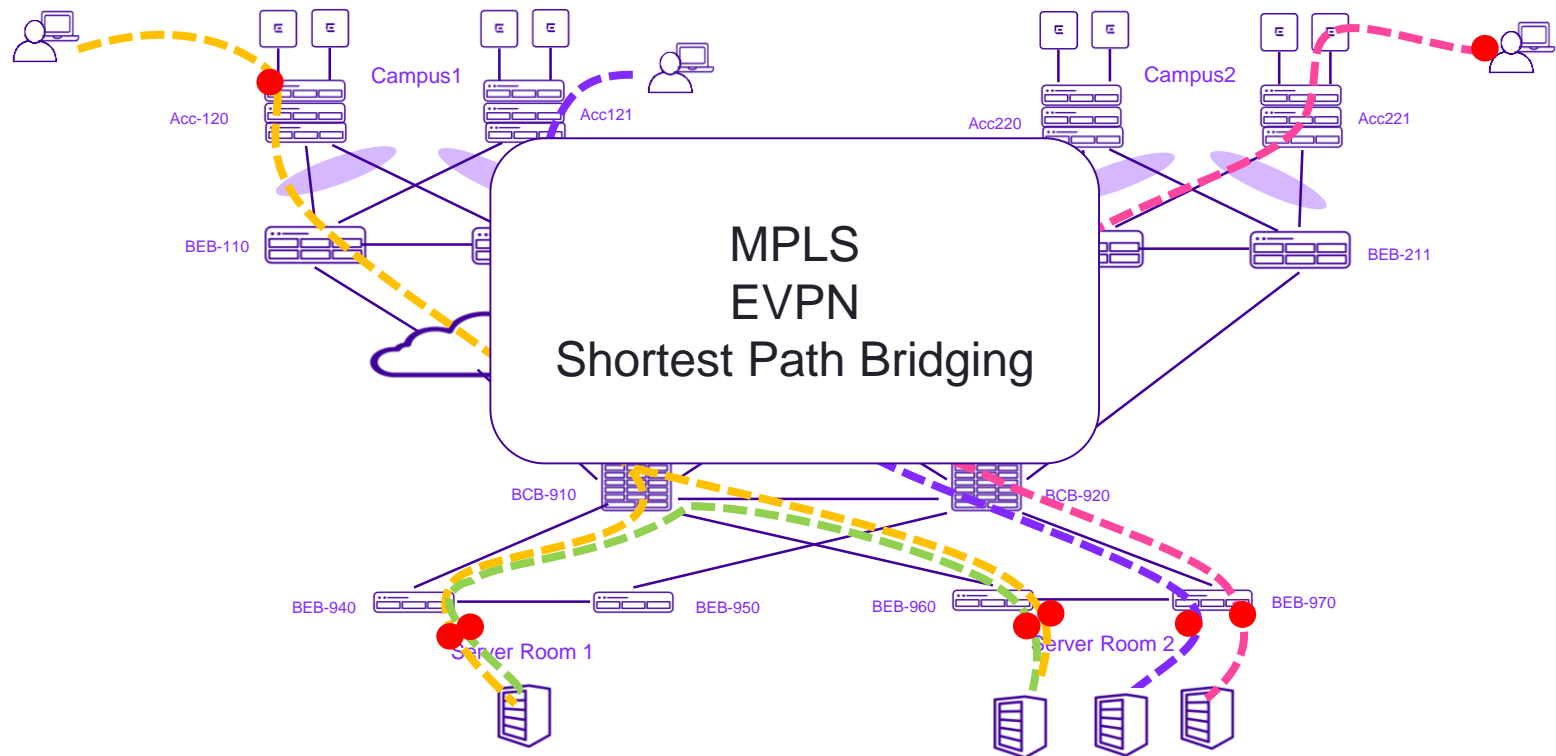 Campus1
Campus2
Acc-120
Acc121
Acc220
Acc221
BEB-110
BEB-211
MPLS
EVPN
Shortest Path Bridging
BCB-910
BCB-920
BEB-940
BEB-950
BEB-960
BEB-970
Server Room 1
Server Room 2